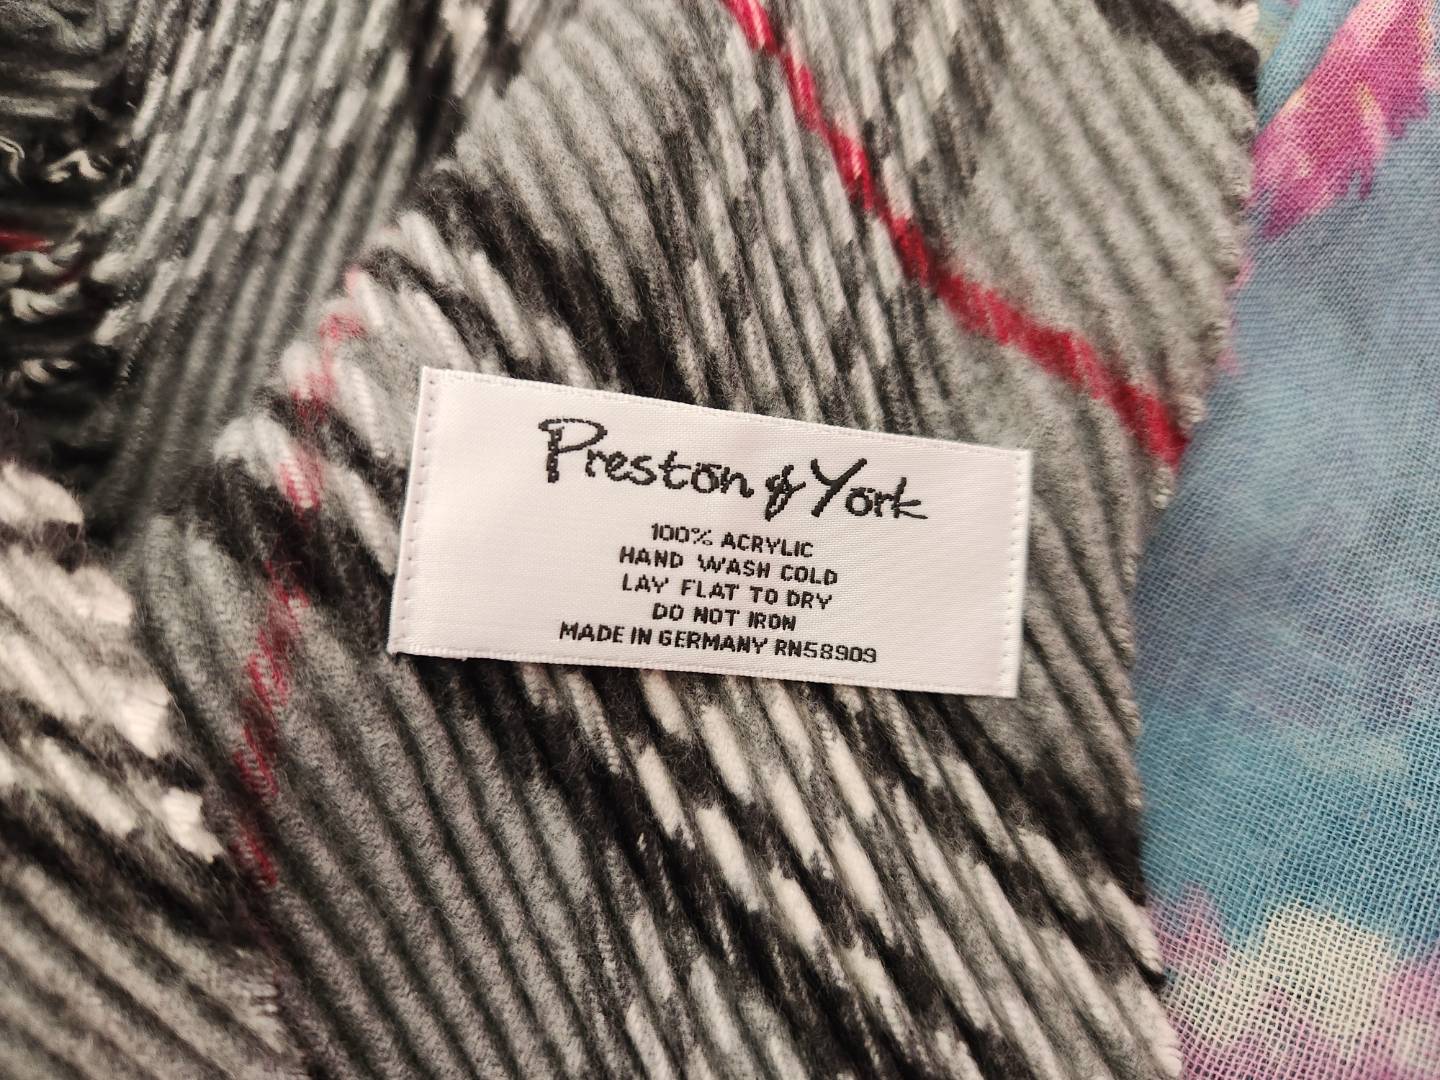 Preston & York
100% ACRYLIC
HAND WASH COLD
LAY FLAT TO DRY
DO NOT IRON
MADE IN GERMANY RN58909